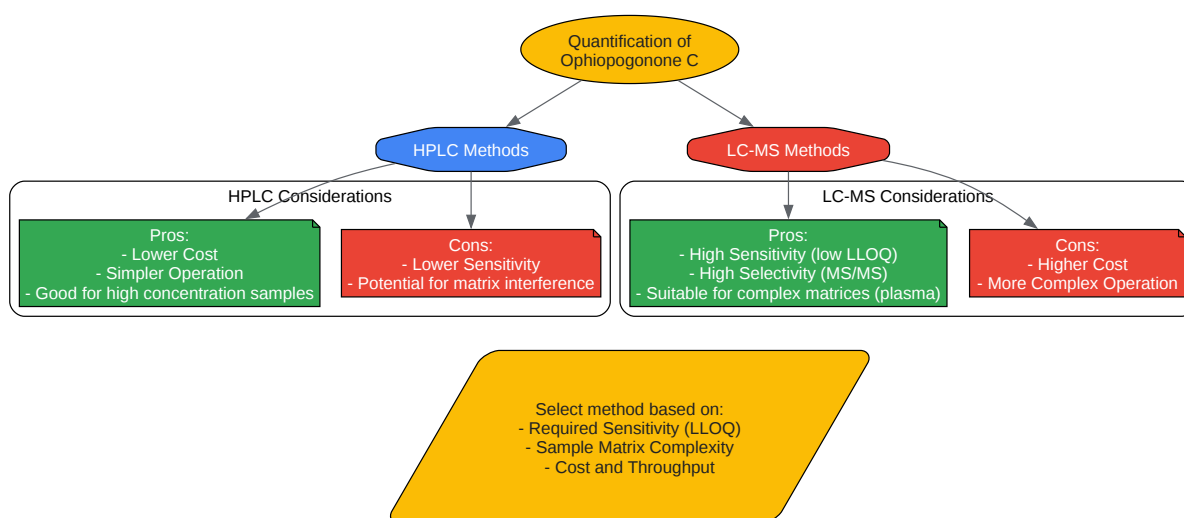 Quantification of
Ophiopogonone C
HPLC Methods
LC-MS Methods
HPLC Considerations
Pros:
- Lower Cost
- Simpler Operation
- Good for high concentration samples
Cons:
- Lower Sensitivity
- Potential for matrix interference
LC-MS Considerations
Pros:
- High Sensitivity (low LLOQ)
- High Selectivity (MS/MS)
- Suitable for complex matrices (plasma)
Cons:
- Higher Cost
- More Complex Operation
Select method based on:
- Required Sensitivity (LLOQ)
- Sample Matrix Complexity
- Cost and Throughput